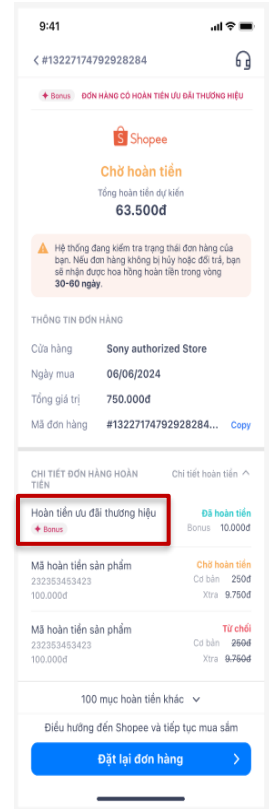 9:41
#13227174792928284
Bonus ĐƠN HÀNG CÓ HOÀN TIỀN ƯU ĐÃI THƯƠNG HIỆU
Shopee
Chờ hoàn tiền
Tổng hoàn tiền dự kiến
63.500đ
Hệ thống đang kiểm tra trạng thái đơn hàng của
bạn. Nếu đơn hàng không bị hủy hoặc đổi trả, bạn
sẽ nhận được hoa hồng hoàn tiền trong vòng
30-60 ngày.
THÔNG TIN ĐƠN HÀNG
Cửa hàng Sony authorized Store
Ngày mua 06/06/2024
Tổng giá trị 750.000đ
Mã đơn hàng #13227174792928284... Copy
CHI TIẾT ĐƠN HÀNG HOÀN TIỀN Chi tiết hoàn tiền
Hoàn tiền ưu đãi thương hiệu Đã hoàn tiền
Bonus Bonus 10.000đ
Mã hoàn tiền sản phẩm Chờ hoàn tiền
232353453423 Cơ bản 250đ
100.000đ Xtra 9.750đ
Mã hoàn tiền sản phẩm Từ chối
232353453423 Cơ bản 250đ
100.000đ Xtra 9.750đ
100 mục hoàn tiền khác
Điều hướng đến Shopee và tiếp tục mua sắm
Đặt lại đơn hàng